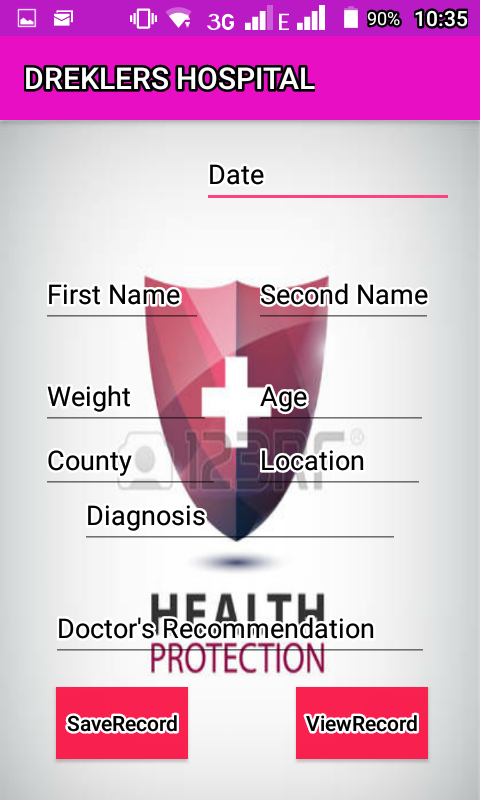 3G E 90% 10:35
DREKLERS HOSPITAL
Date
First Name Second Name
Weight Age
County Location
123RF®
Diagnosis
HEALTH
Doctor's Recommendation
PROTECTION
SaveRecord ViewRecord